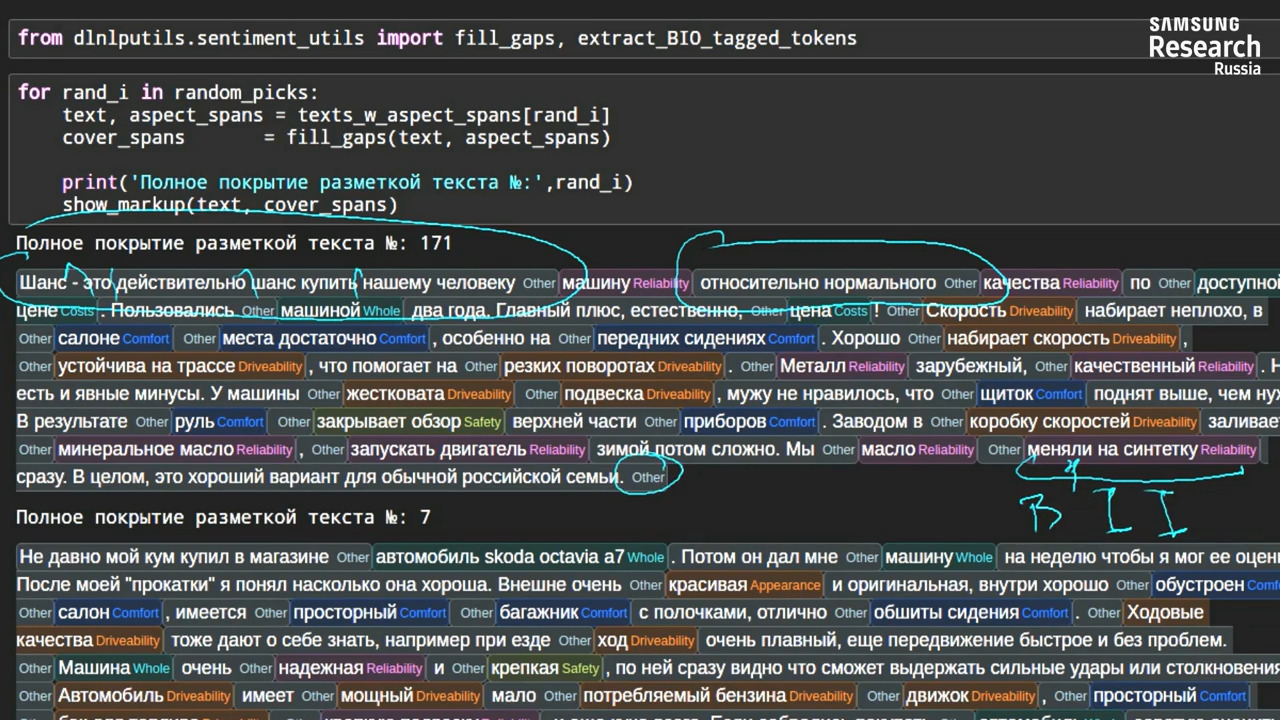 SAMSUNG
Research
Russia
from dlnlputils.sentiment_utils import fill_gaps, extract_BIO_tagged_tokens
for rand_i in random_picks:
text, aspect_spans = texts_w_aspect_spans[rand_i]
cover_spans = fill_gaps(text, aspect_spans)
print('Полное покрытие разметкой текста №:',rand_i)
show_markup(text, cover_spans)
Полное покрытие разметкой текста №: 171
Шанс - это действительно шанс купить нашему человеку Other машину Reliability относительно нормального Other качества Reliability по Other доступной
цене Costs . Пользовались Other машиной Whole два года. Главный плюс, естественно, Other цена Costs ! Other Скорость Driveability набирает неплохо, в
Other салоне Comfort Other места достаточно Comfort , особенно на Other передних сидениях Comfort . Хорошо Other набирает скорость Driveability ,
Other устойчива на трассе Driveability , что помогает на Other резких поворотах Driveability . Other Металл Reliability зарубежный, Other качественный Reliability .
есть и явные минусы. У машины Other жестковата Driveability Other подвеска Driveability , мужу не нравилось, что Other щиток Comfort поднят выше, чем
В результате Other руль Comfort Other закрывает обзор Safety верхней части Other приборов Comfort . Заводом в Other коробку скоростей Driveability
Other минеральное масло Reliability , Other запускать двигатель Reliability зимой потом сложно. Мы Other масло Reliability Other меняли на синтетку Reliability
сразу. В целом, это хороший вариант для обычной российской семьи. Other
B I I
Полное покрытие разметкой текста №: 7
Не давно мой кум купил в магазине Other автомобиль skoda octavia a7 Whole . Потом он дал мне Other машину Whole на неделю чтобы я мог ее
После моей "прокатки" я понял насколько она хороша. Внешне очень Other красивая Appearance и оригинальная, внутри хорошо Other обустроен
Other салон Comfort , имеется Other просторный Comfort Other багажник Comfort с полочками, отлично Other обшиты сидения Comfort . Other Ходовые
качества Driveability тоже дают о себе знать, например при езде Other ход Driveability очень плавный, еще передвижение быстрое и без проблем.
Other Машина Whole очень Other надежная Reliability и Other крепкая Safety , по ней сразу видно что сможет выдержать сильные удары или столкновения
Other Автомобиль Driveability имеет Other мощный Driveability мало Other потребляемый бензина Driveability Other движок Driveability , Other просторный Comfort